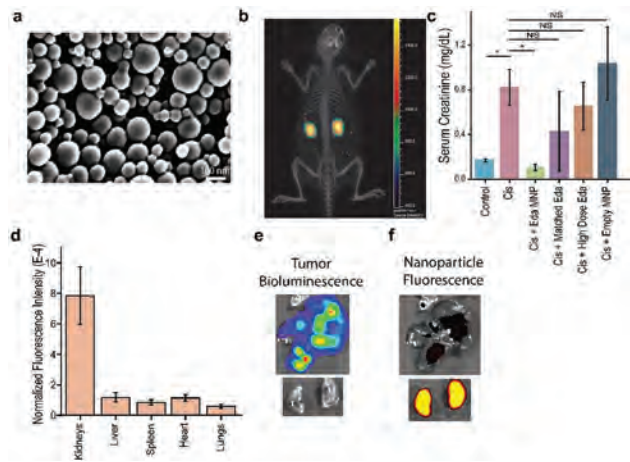 a
b
c
NS
NS
NS
*
*
Serum Creatinine (mg/dL)
1.2
0.8
0.4
0.0
Control
Cis
Cis + Eda MNP
Cis + Matched Eda
Cis + High Dose Eda
Cis + Empty MNP
d
Normalized Fluorescence Intensity (E-4)
10
8
6
4
2
0
Kidneys
Liver
Spleen
Heart
Lungs
e
Tumor
Bioluminescence
f
Nanoparticle
Fluorescence